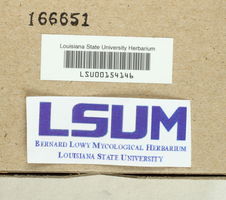 166651
Louisiana State University Herbarium
LSU00154146
LSUM
BERNARD LOWY MYCOLOGICAL HERBARIUM
LOUISIANA STATE UNIVERSITY